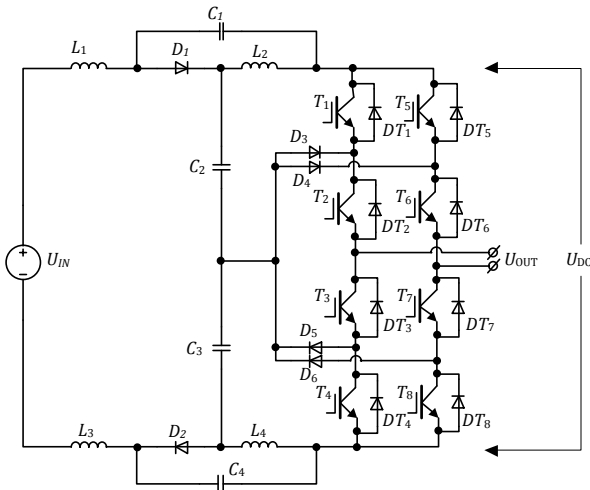 C1
L1
D1
L2
T1
DT1
T5
DT5
D3
D4
C2
T2
DT2
T6
DT6
+
−
UIN
UOUT
UDC
T3
DT3
T7
DT7
C3
D5
D6
T4
DT4
T8
DT8
L3
D2
L4
C4